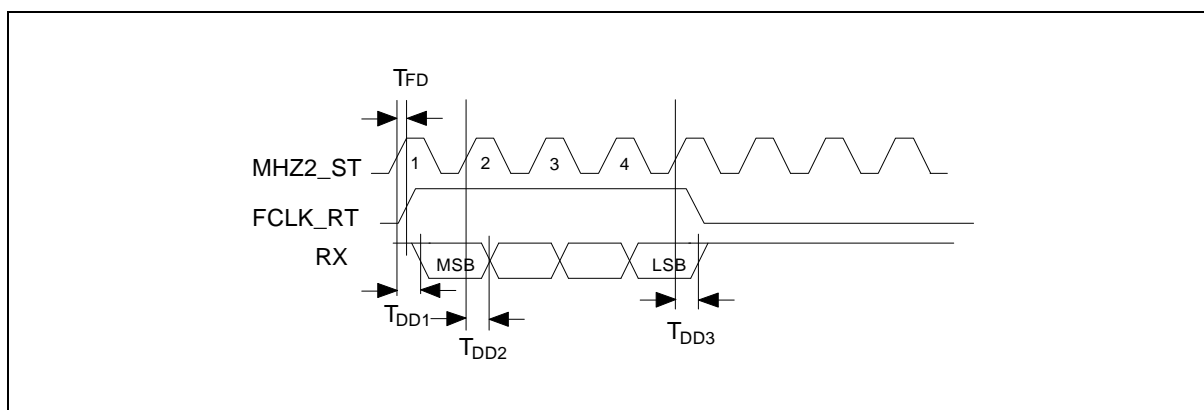 TFD
MHZ2_ST 1 2 3 4
FCLK_RT
RX MSB LSB
TDD1 TDD2 TDD3